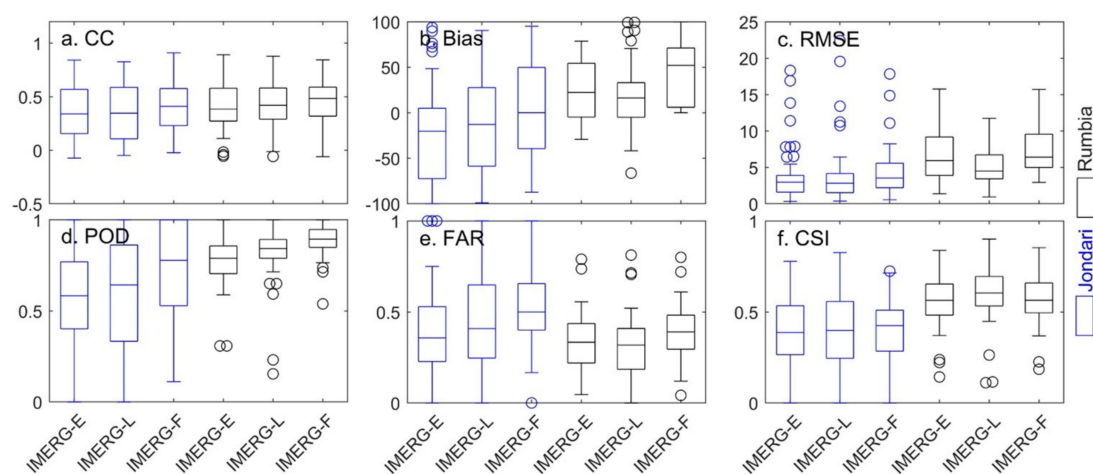 a. CC
1
0.5
0
-0.5
b. Bias
100
50
0
-50
-100
c. RMSE
25
20
15
10
5
0
d. POD
1
0.5
0
e. FAR
1
0.5
0
f. CSI
1
0.5
0
IMERG-E
IMERG-L
IMERG-F
IMERG-E
IMERG-L
IMERG-F
IMERG-E
IMERG-L
IMERG-F
IMERG-E
IMERG-L
IMERG-F
IMERG-E
IMERG-L
IMERG-F
IMERG-E
IMERG-L
IMERG-F
Jondari
Rumbia